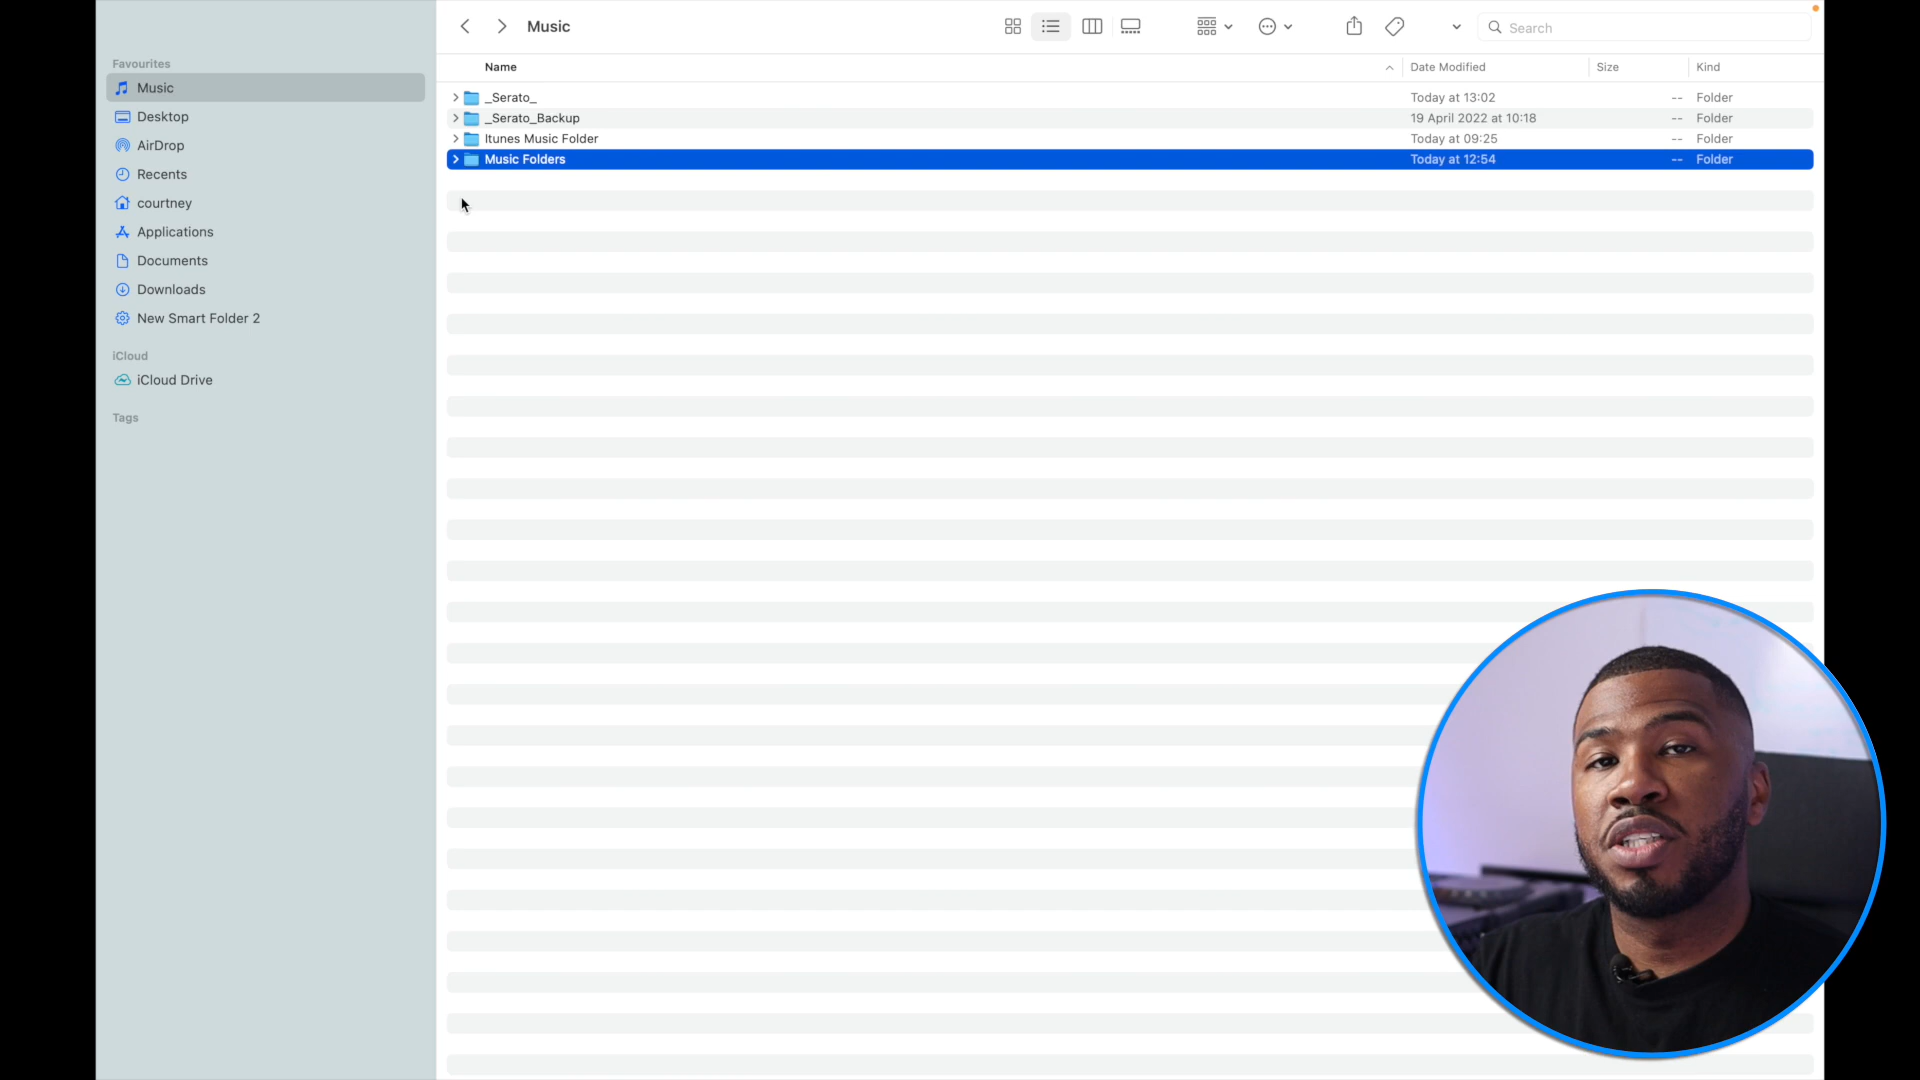 Music
Search
Favourites
Music
Desktop
AirDrop
Recents
courtney
Applications
Documents
Downloads
New Smart Folder 2
iCloud
iCloud Drive
Tags
Name Date Modified Size Kind
_Serato_ Today at 13:02 -- Folder
_Serato_Backup 19 April 2022 at 10:18 -- Folder
Itunes Music Folder Today at 09:25 -- Folder
Music Folders Today at 12:54 -- Folder